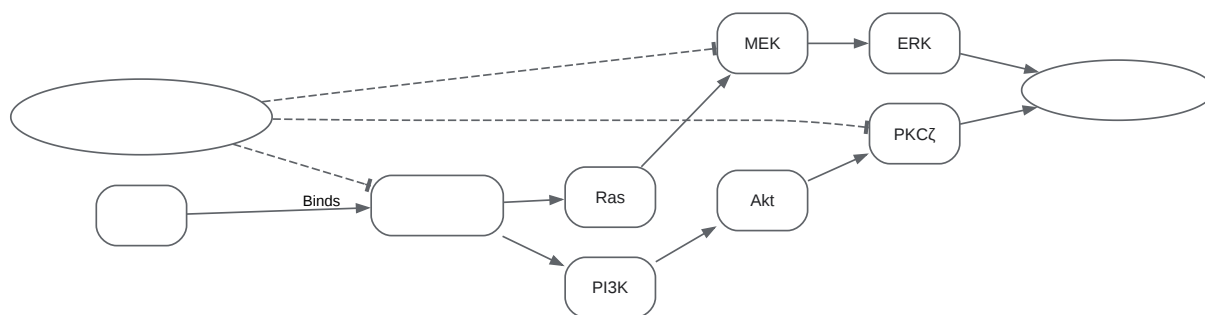 MEK
ERK
PKCζ
Binds
Ras
Akt
PI3K